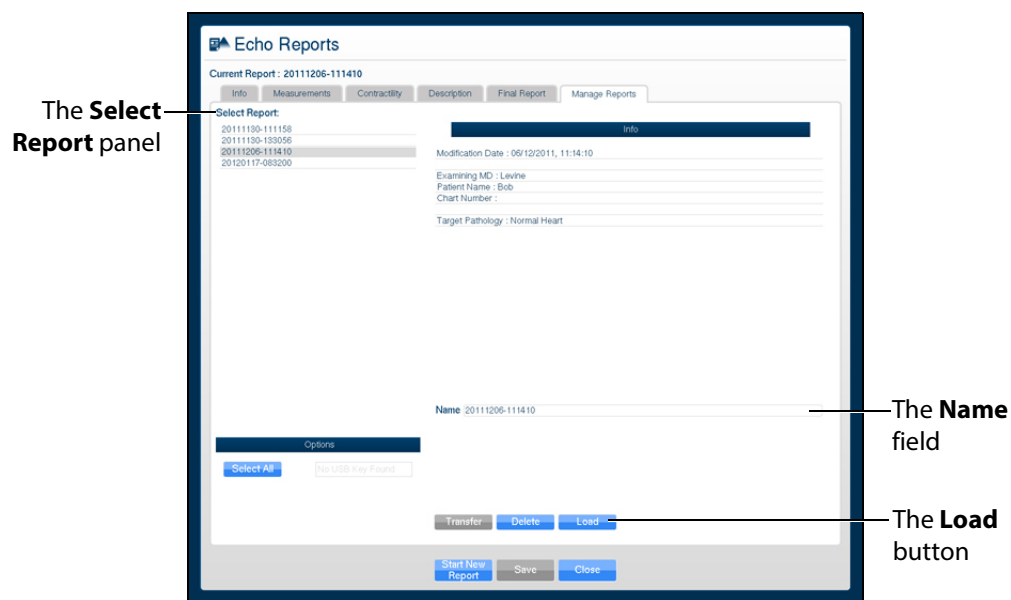 Echo Reports
Current Report : 20111206-111410
Info Measurements Contractility Description Final Report Manage Reports
The Select
Report panel
Select Report:
20111130-111158
20111130-133056
20111206-111410
20120117-083200
Info
Modification Date : 06/12/2011, 11:14:10
Examining MD : Levine
Patient Name : Bob
Chart Number :
Target Pathology : Normal Heart
Name 20111206-111410
The Name
field
Options
Select All No USB Key Found
Transfer Delete Load
The Load
button
Start New
Report
Save Close